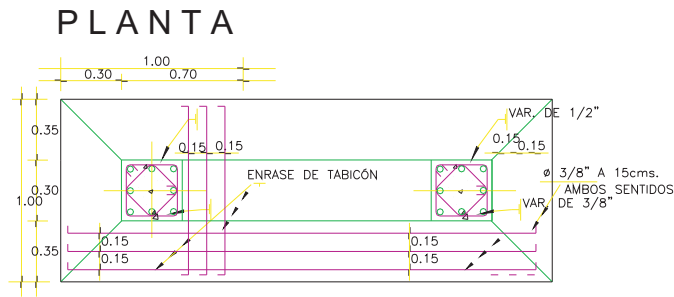 PLANTA
1.00
0.30 0.70
VAR. DE 1/2"
0.35
0.15 0.15
0.15
0.15
ENRASE DE TABICÓN
ø 3/8" A 15cms.
AMBOS SENTIDOS
0.30
1.00
VAR. DE 3/8"
0.15 0.15
0.35
0.15 0.15